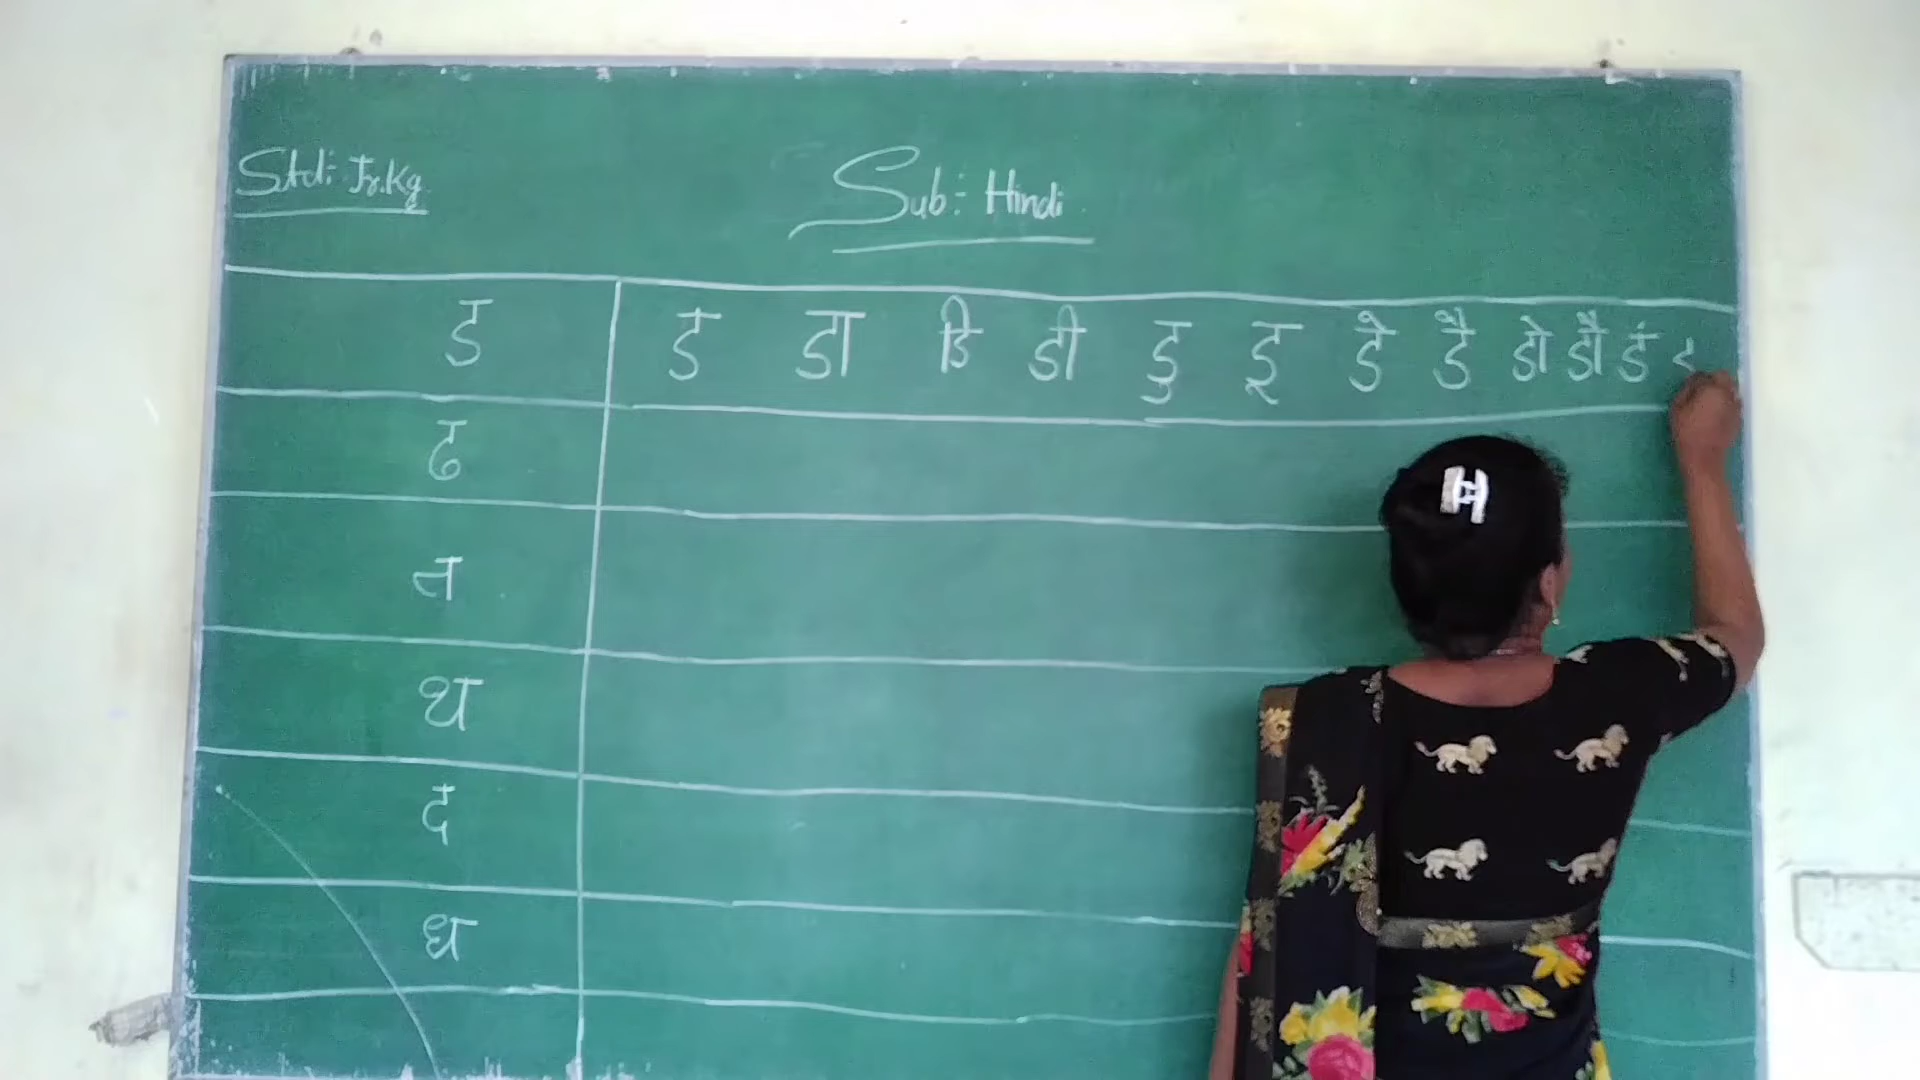 Std:- Jr.Kg
Sub:- Hindi
ड ड डा डि डी डु डू डे डै डो डौ डं
ढ
त
थ
द
ध